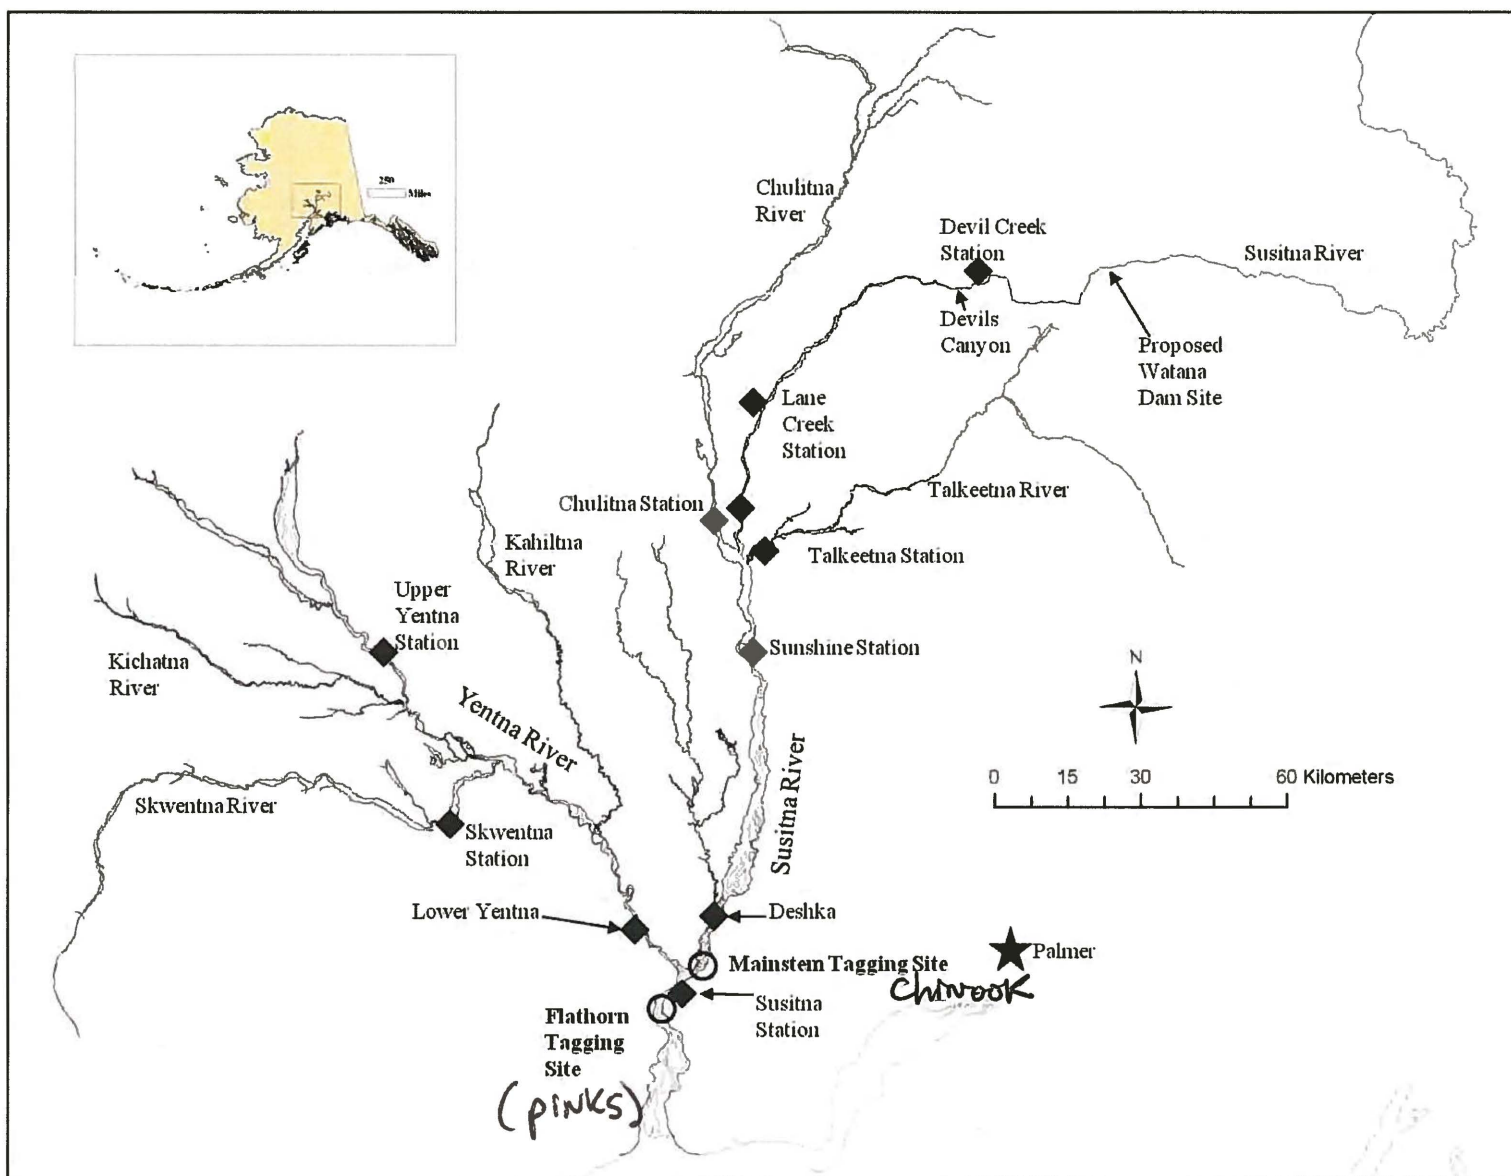 250
Miles
Chulitna
River
Devil Creek
Station
Susitna River
Devils
Canyon
Proposed
Watana
Dam Site
Lane
Creek
Station
Talkeetna River
Chulitna Station
Kahiltna
River
Talkeetna Station
Upper
Yentna
Station
Kichatna
River
Sunshine Station
N
Yentna River
0 15 30 60 Kilometers
Skwentna River
Susitna River
Skwentna
Station
Lower Yentna
Deshka
Palmer
Mainstem Tagging Site
Chinook
Susitna
Station
Flathorn
Tagging
Site
(pinks)